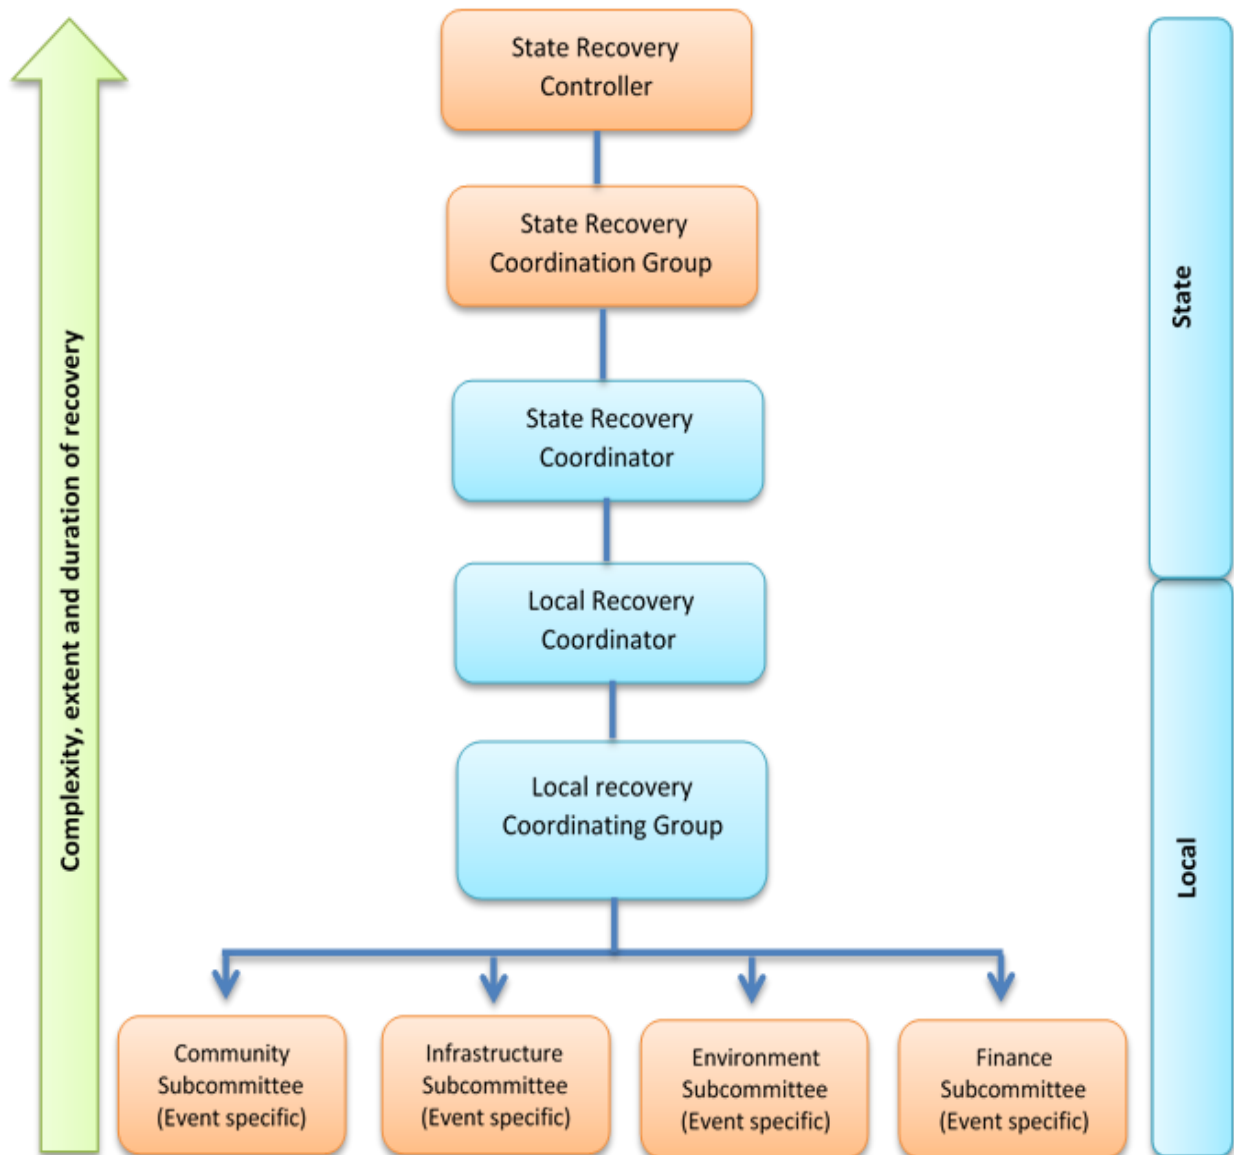 State Recovery
Controller
State Recovery
Coordination Group
State Recovery
Coordinator
Local Recovery
Coordinator
Local recovery
Coordinating Group
Community
Subcommittee
(Event specific)
Infrastructure
Subcommittee
(Event specific)
Environment
Subcommittee
(Event specific)
Finance
Subcommittee
(Event specific)
Complexity, extent and duration of recovery
State
Local